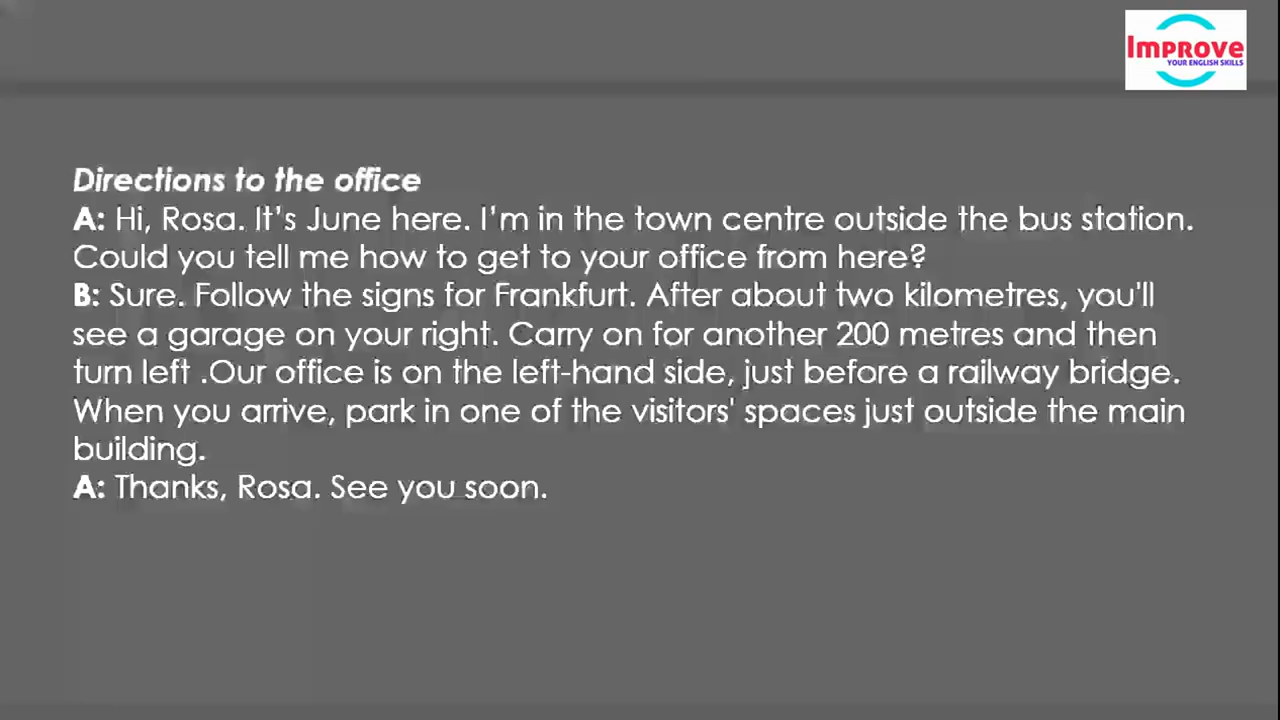 Improve
YOUR ENGLISH SKILLS
Directions to the office
A: Hi, Rosa. It's June here. I'm in the town centre outside the bus station.
Could you tell me how to get to your office from here?
B: Sure. Follow the signs for Frankfurt. After about two kilometres, you'll
see a garage on your right. Carry on for another 200 metres and then
turn left .Our office is on the left-hand side, just before a railway bridge.
When you arrive, park in one of the visitors' spaces just outside the main
building.
A: Thanks, Rosa. See you soon.